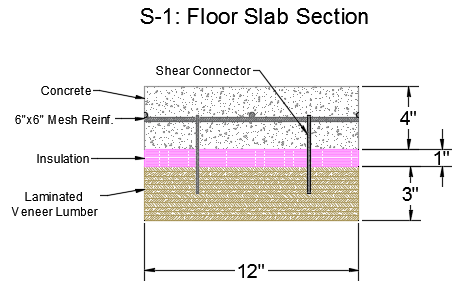 S-1: Floor Slab Section
Shear Connector
Concrete
6"x6" Mesh Reinf.
4"
Insulation
1"
Laminated
Veneer Lumber
3"
12"